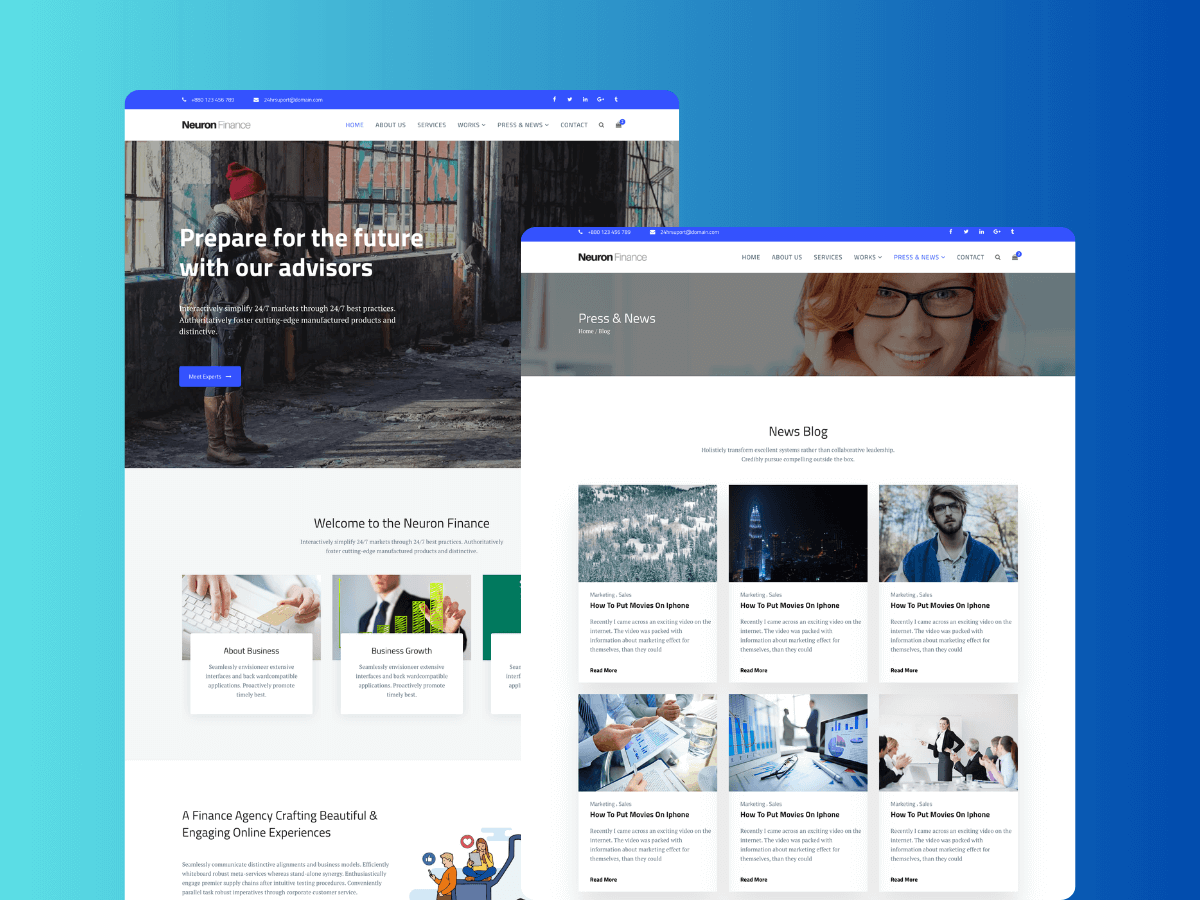 +880 123 456 789 24hrsuport@domain.com
Neuron Finance HOME ABOUT US SERVICES WORKS PRESS & NEWS CONTACT
Prepare for the future
with our advisors
Interactively simplify 24/7 markets through 24/7 best practices.
Authoritatively foster cutting-edge manufactured products and
distinctive.
Meet Experts
Welcome to the Neuron Finance
Interactively simplify 24/7 markets through 24/7 best practices. Authoritatively
foster cutting-edge manufactured products and distinctive.
About Business
Seamlessly envisioneer extensive
interfaces and back wardcompatible
applications. Proactively promote
timely best.
Business Growth
Seamlessly envisioneer extensive
interfaces and back wardcompatible
applications. Proactively promote
timely best.
A Finance Agency Crafting Beautiful &
Engaging Online Experiences
Seamlessly communicate distinctive alignments and business models. Efficiently
whiteboard robust meta-services whereas stand-alone synergy. Enthusiastically
engage premier supply chains after intuitive testing procedures. Conveniently
parallel task robust imperatives through corporate customer service.
+880 123 456 789 24hrsuport@domain.com
Neuron Finance HOME ABOUT US SERVICES WORKS PRESS & NEWS CONTACT
Press & News
Home / Blog
News Blog
Holisticly transform excellent systems rather than collaborative leadership.
Credibly pursue compelling outside the box.
Marketing . Sales
How To Put Movies On Iphone
Recently I came across an exciting video on the
internet. The video was packed with
information about marketing effect for
themselves, than they could
Read More
Marketing . Sales
How To Put Movies On Iphone
Recently I came across an exciting video on the
internet. The video was packed with
information about marketing effect for
themselves, than they could
Read More
Marketing . Sales
How To Put Movies On Iphone
Recently I came across an exciting video on the
internet. The video was packed with
information about marketing effect for
themselves, than they could
Read More
Marketing . Sales
How To Put Movies On Iphone
Recently I came across an exciting video on the
internet. The video was packed with
information about marketing effect for
themselves, than they could
Read More
Marketing . Sales
How To Put Movies On Iphone
Recently I came across an exciting video on the
internet. The video was packed with
information about marketing effect for
themselves, than they could
Read More
Marketing . Sales
How To Put Movies On Iphone
Recently I came across an exciting video on the
internet. The video was packed with
information about marketing effect for
themselves, than they could
Read More